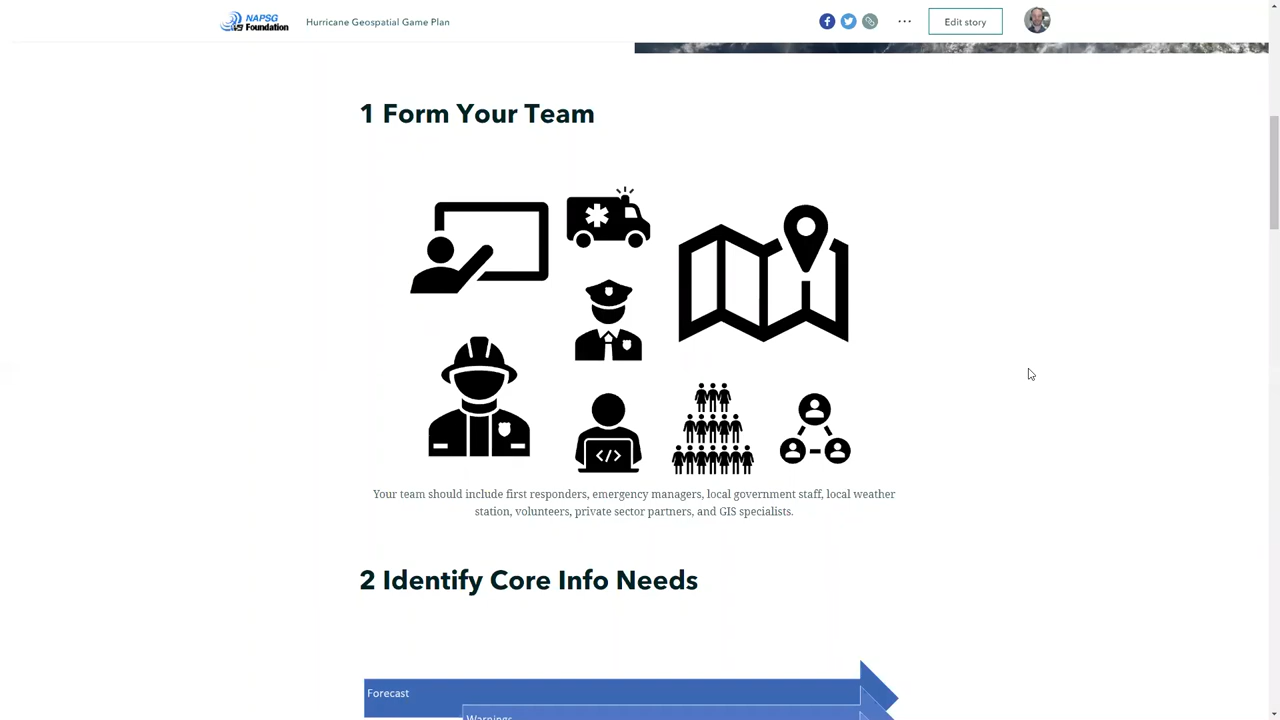 NAPSG
Foundation
Hurricane Geospatial Game Plan
Edit story
1 Form Your Team
</>
Your team should include first responders, emergency managers, local government staff, local weather
station, volunteers, private sector partners, and GIS specialists.
2 Identify Core Info Needs
Forecast
Warnings